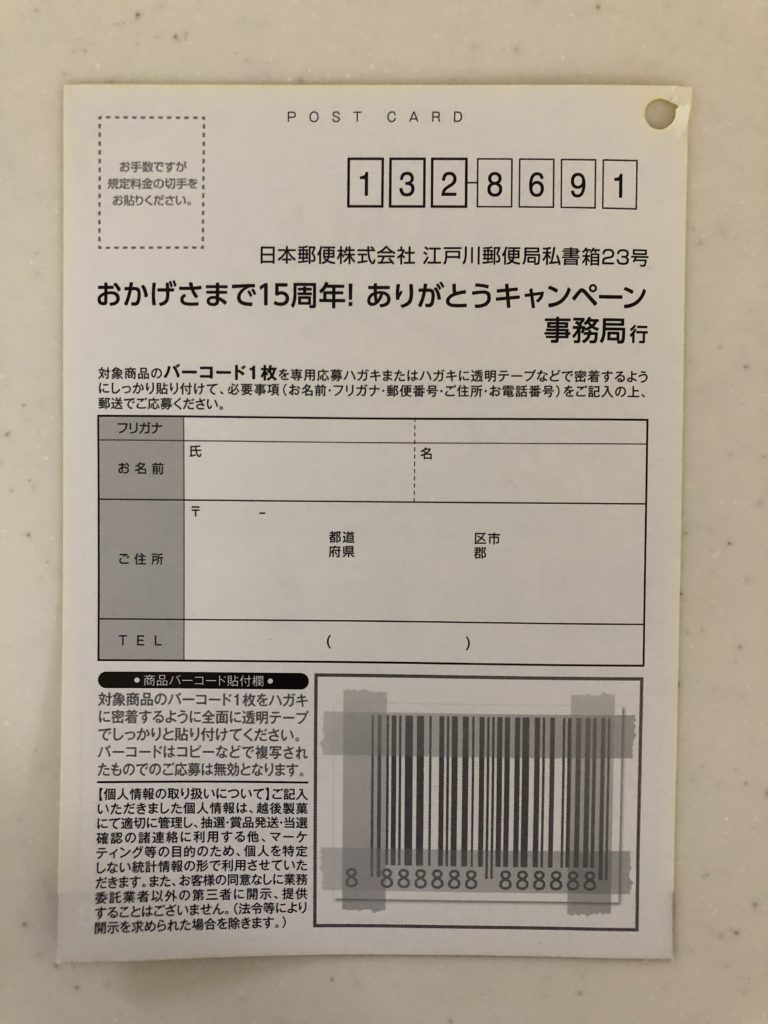 POST CARD
お手数ですが
規定料金の切手を
お貼りください。
132-8691
日本郵便株式会社 江戸川郵便局私書箱23号
おかげさまで15周年! ありがとうキャンペーン
事務局行
対象商品のバーコード1枚を専用応募ハガキまたはハガキに透明テープなどで密着するよう
にしっかり貼り付けて、必要事項(お名前・フリガナ・郵便番号・ご住所・お電話番号)をご記入の上、
郵送でご応募ください。
フリガナ
お名前 氏 名
〒 -
都道 区市
府県 郡
ご住所
TEL ( )
•商品バーコード貼付欄•
対象商品のバーコード1枚をハガキ
に密着するように全面に透明テープ
でしっかりと貼り付けてください。
バーコードはコピーなどで複写され
たものでのご応募は無効となります。
【個人情報の取り扱いについて】ご記入
いただきました個人情報は、越後製菓
にて適切に管理し、抽選・賞品発送・当選
確認の諸連絡に利用する他、マーケ
ティング等の目的のため、個人を特定
しない統計情報の形で利用させていた
だきます。また、お客様の同意なしに業務
委託業者以外の第三者に開示、提供
することはございません。(法令等により
開示を求められた場合を除きます。)
8 888888 888888